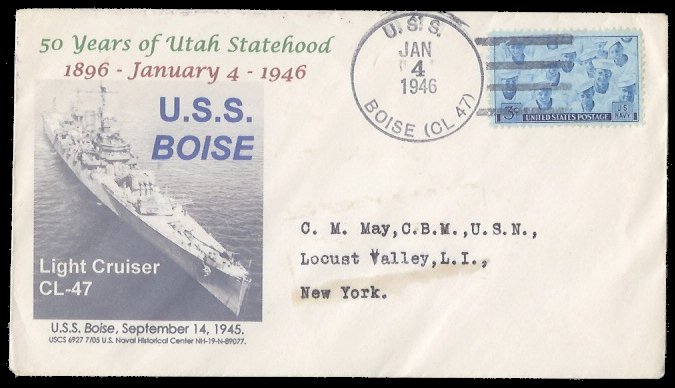 50 Years of Utah Statehood
1896 - January 4 - 1946
U.S.S.
BOISE
Light Cruiser
CL-47
U.S.S. Boise, September 14, 1945.
USCS 6927 7/05 U.S. Naval Historical Center NH-19-N-89077.
U.S.S.
JAN
4
1946
BOISE (CL 47)
3¢
U.S.
NAVY
UNITED STATES POSTAGE
C. M. May,C.B.M.,U.S.N.,
Locust Valley,L.I.,
New York.